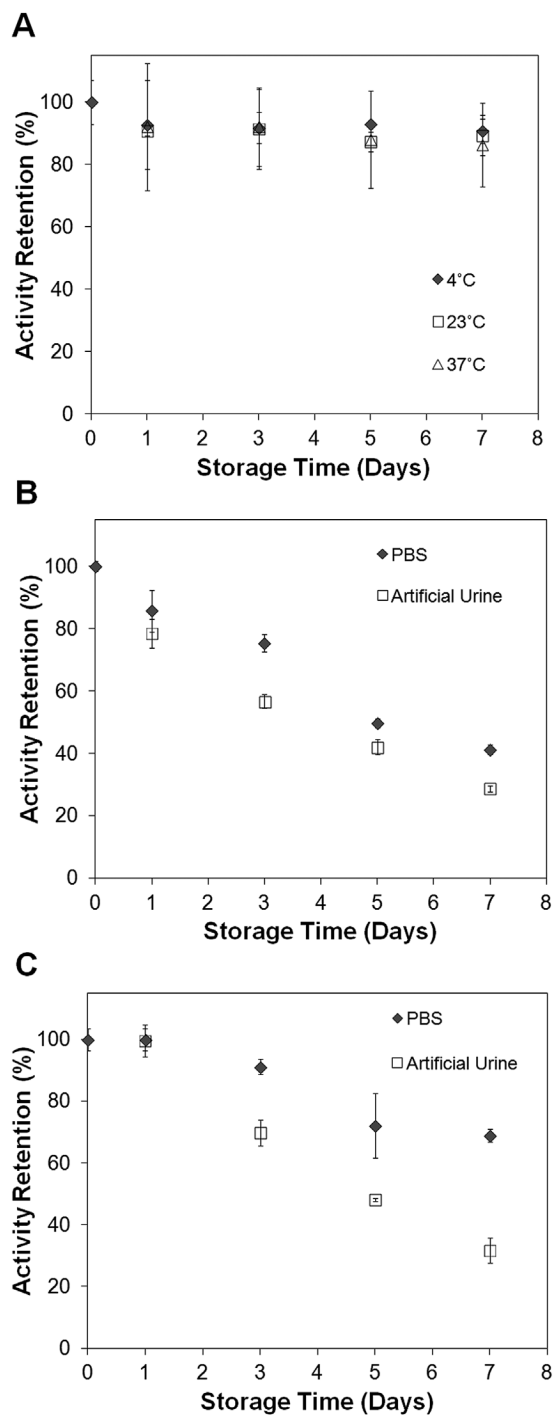 A
Activity Retention (%)
100
80
60
40
20
0
4˚C
23˚C
37˚C
0 1 2 3 4 5 6 7 8
Storage Time (Days)
B
Activity Retention (%)
100
80
60
40
20
0
PBS
Artificial Urine
0 1 2 3 4 5 6 7 8
Storage Time (Days)
C
Activity Retention (%)
100
80
60
40
20
0
PBS
Artificial Urine
0 1 2 3 4 5 6 7 8
Storage Time (Days)